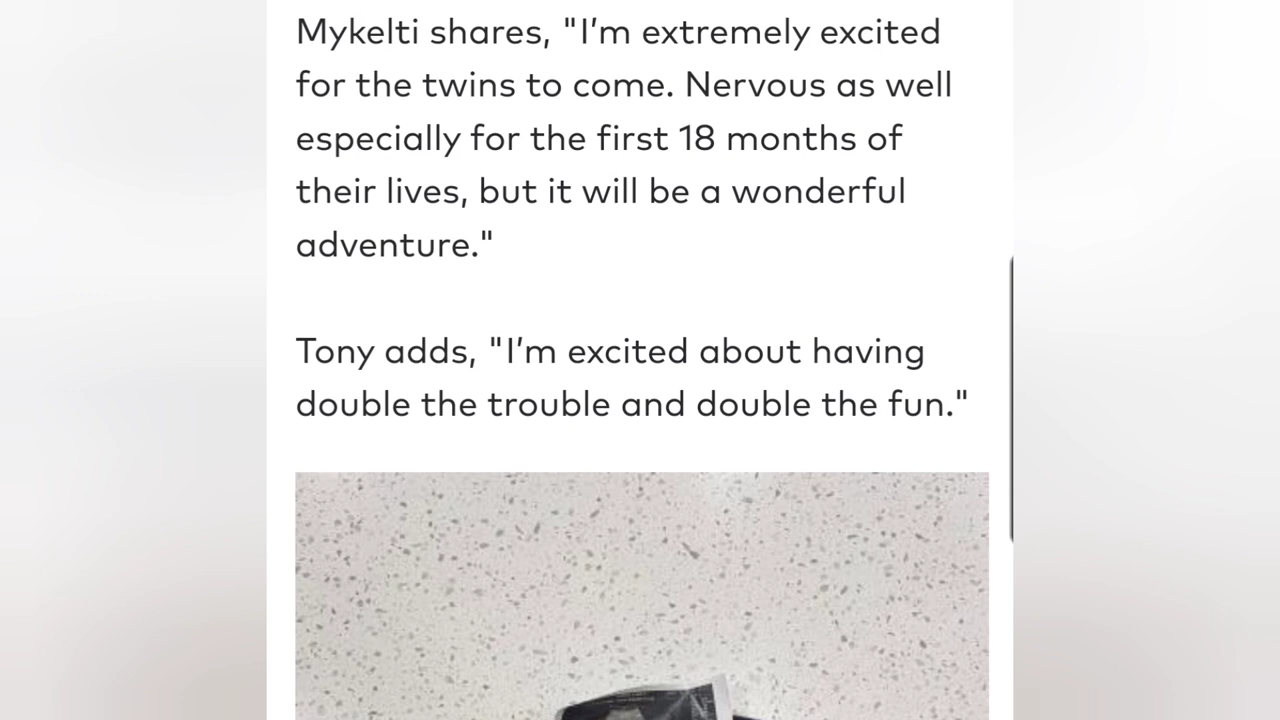 Mykelti shares, "I’m extremely excited
for the twins to come. Nervous as well
especially for the first 18 months of
their lives, but it will be a wonderful
adventure."
Tony adds, "I’m excited about having
double the trouble and double the fun."